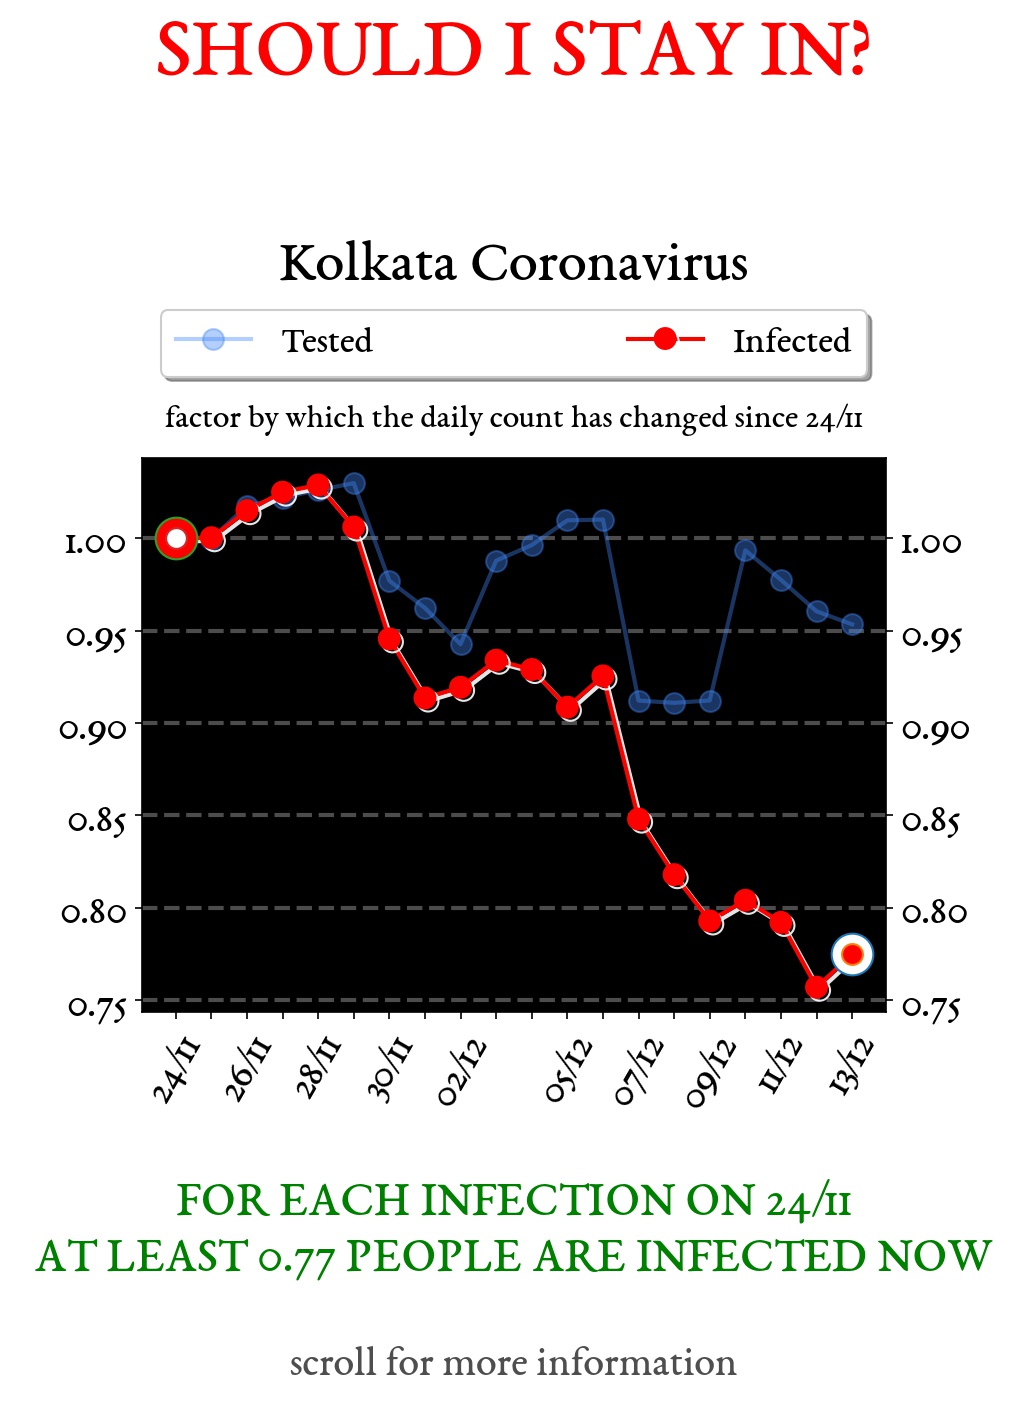 SHOULD I STAY IN?
Kolkata Coronavirus
Tested Infected
factor by which the daily count has changed since 24/11
1.00 1.00
0.95 0.95
0.90 0.90
0.85 0.85
0.80 0.80
0.75 0.75
24/11 26/11 28/11 30/11 02/12 05/12 07/12 09/12 11/12 13/12
FOR EACH INFECTION ON 24/11
AT LEAST 0.77 PEOPLE ARE INFECTED NOW
scroll for more information